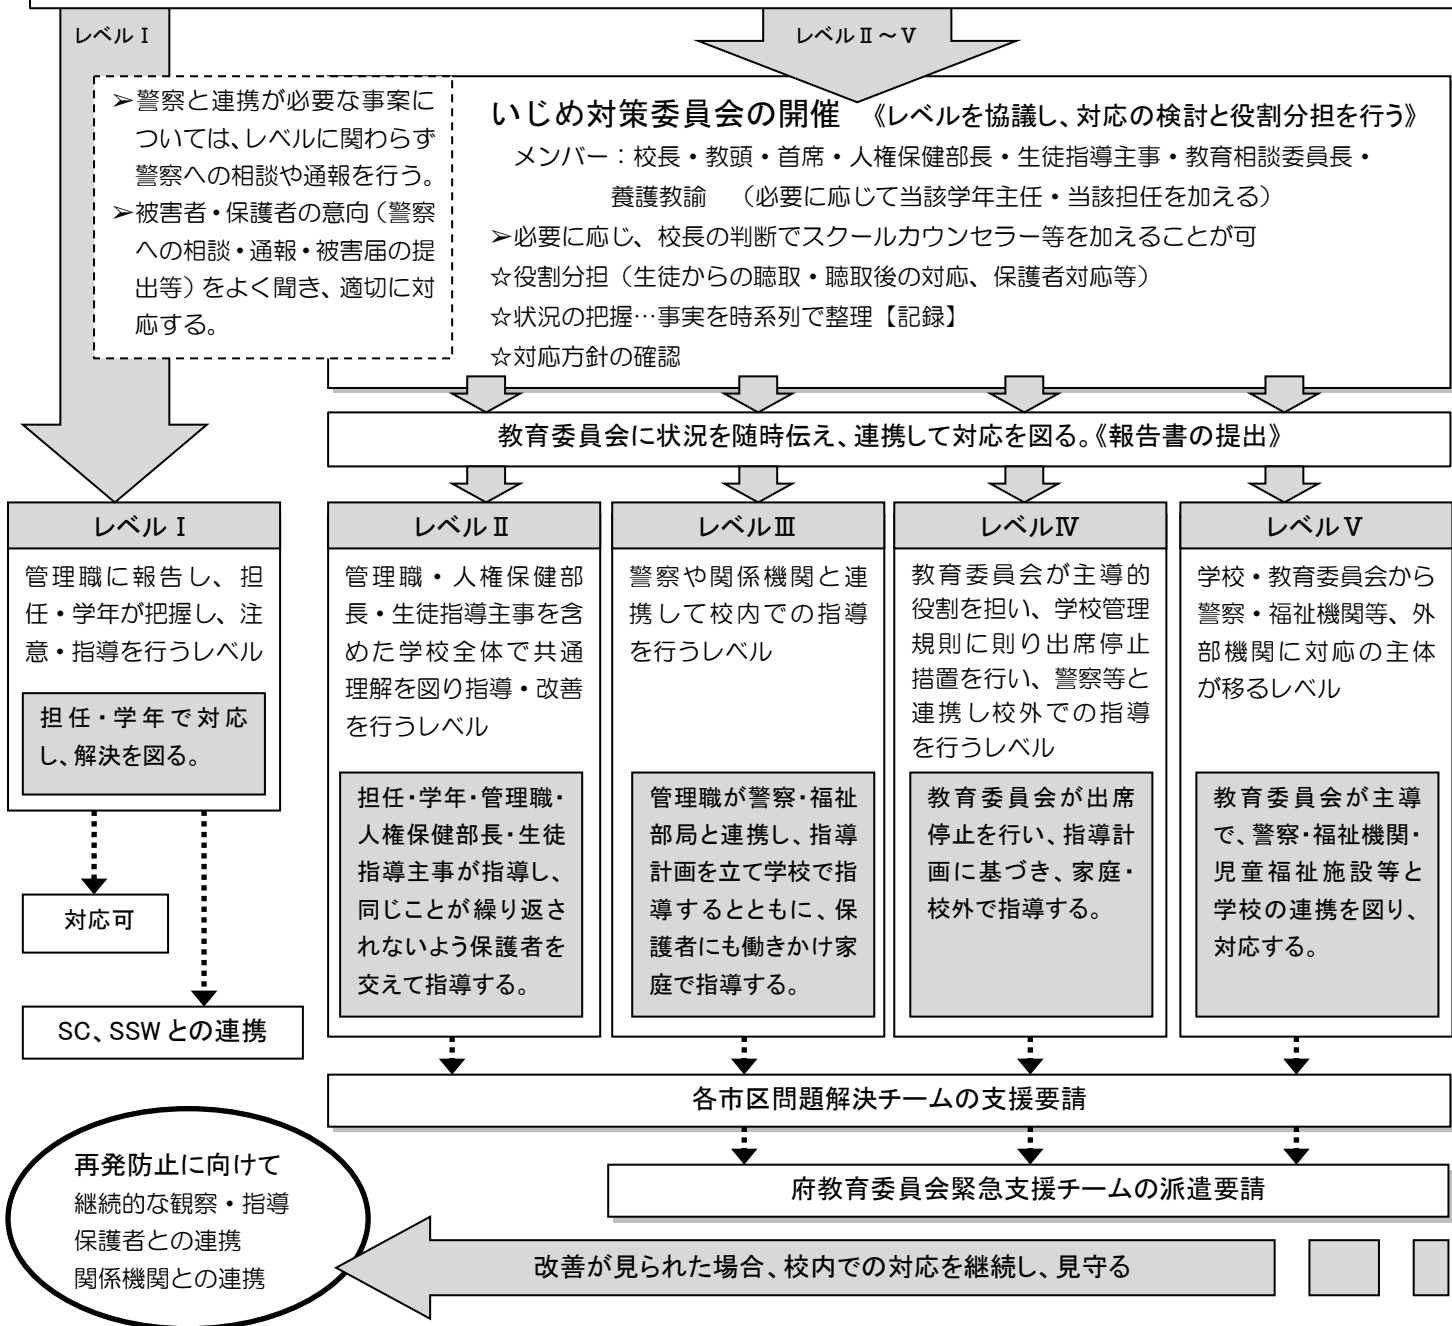 レベルⅠ
レベルⅡ～Ⅴ
➢警察と連携が必要な事案に
ついては、レベルに関わらず
警察への相談や通報を行う。
➢被害者・保護者の意向（警察
への相談・通報・被害届の提
出等）をよく聞き、適切に対
応する。
いじめ対策委員会の開催　《レベルを協議し、対応の検討と役割分担を行う》
メンバー：校長・教頭・首席・人権保健部長・生徒指導主事・教育相談委員長・
養護教諭　（必要に応じて当該学年主任・当該担任を加える）
➢必要に応じ、校長の判断でスクールカウンセラー等を加えることが可
☆役割分担（生徒からの聴取・聴取後の対応、保護者対応等）
☆状況の把握…事実を時系列で整理【記録】
☆対応方針の確認
教育委員会に状況を随時伝え、連携して対応を図る。《報告書の提出》
レベルⅠ
管理職に報告し、担
任・学年が把握し、注
意・指導を行うレベル
担任・学年で対応
し、解決を図る。
対応可
SC、SSWとの連携
レベルⅡ
管理職・人権保健部
長・生徒指導主事を含
めた学校全体で共通
理解を図り指導・改善
を行うレベル
担任・学年・管理職・
人権保健部長・生徒
指導主事が指導し、
同じことが繰り返さ
れないよう保護者を
交えて指導する。
レベルⅢ
警察や関係機関と連
携して校内での指導
を行うレベル
管理職が警察・福祉
部局と連携し、指導
計画を立て学校で指
導するとともに、保
護者にも働きかけ家
庭で指導する。
レベルⅣ
教育委員会が主導的
役割を担い、学校管理
規則に則り出席停止
措置を行い、警察等と
連携し校外での指導
を行うレベル
教育委員会が出席
停止を行い、指導計
画に基づき、家庭・
校外で指導する。
レベルⅤ
学校・教育委員会から
警察・福祉機関等、外
部機関に対応の主体
が移るレベル
教育委員会が主導
で、警察・福祉機関・
児童福祉施設等と
学校の連携を図り、
対応する。
各市区問題解決チームの支援要請
府教育委員会緊急支援チームの派遣要請
改善が見られた場合、校内での対応を継続し、見守る
再発防止に向けて
継続的な観察・指導
保護者との連携
関係機関との連携